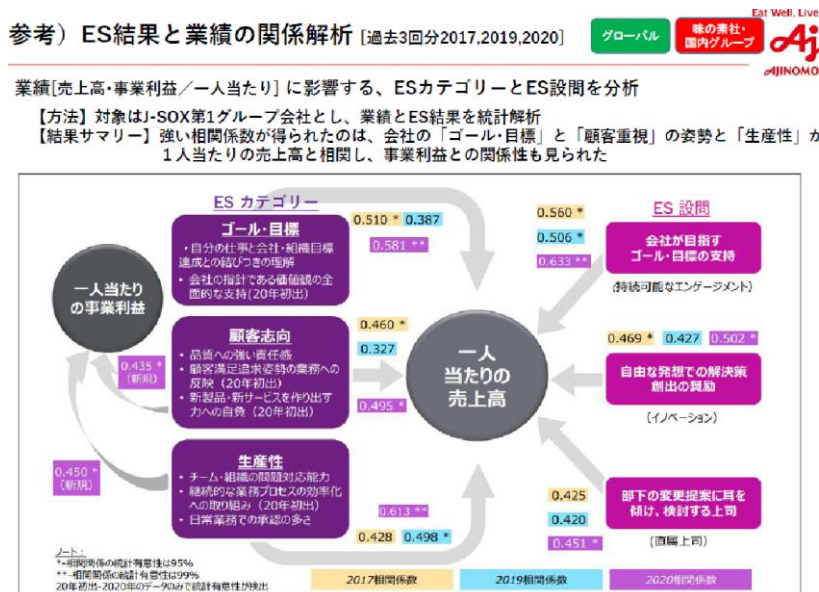 Eat Well, Live
参考）ES結果と業績の関係解析 [過去3回分2017,2019,2020]
グローバル
味の素社・
国内グループ
AJINOMO
業績[売上高・事業利益／一人当たり] に影響する、ESカテゴリーとES設問を分析
【方法】対象はJ-SOX第1グループ会社とし、業績とES結果を統計解析
【結果サマリー】強い相関係数が得られたのは、会社の「ゴール・目標」と「顧客重視」の姿勢と「生産性」が
１人当たりの売上高と相関し、事業利益との関係性も見られた
ES カテゴリー
ゴール・目標
・自分の仕事と会社・組織目標
達成との結びつきの理解
・ 会社の指針である価値観の全
面的な支持(20年初出)
0.510 * 0.387
0.581 **
一人当たり
の事業利益
顧客志向
• 品質への強い責任感
• 顧客満足追求姿勢の業務への
反映（20年初出）
• 新製品・新サービスを作り出す
力への自負（20年初出）
0.460 *
0.327
0.495 *
0.435 *
(新規)
0.450 *
(新規)
生産性
• チーム・組織の問題対応能力
• 継続的な業務プロセスの効率化
への取り組み（20年初出）
• 日常業務での承認の多さ
0.613 **
0.428 0.498 *
一人
当たりの
売上高
ES 設問
0.560 *
0.506 *
0.633 **
会社が目指す
ゴール・目標の支持
(持続可能なエンゲージメント)
0.469 * 0.427 0.502 *
自由な発想での解決策
創出の奨励
(イノベーション)
0.425
0.420
0.451 *
部下の変更提案に耳を
傾け、検討する上司
(直属上司)
ノート：
*-相関関係の統計有意性は95%
**-相関関係の統計有意性は99%
20年初出-2020年のデータのみで統計有意性が検出
2017相関係数
2019相関係数
2020相関係数